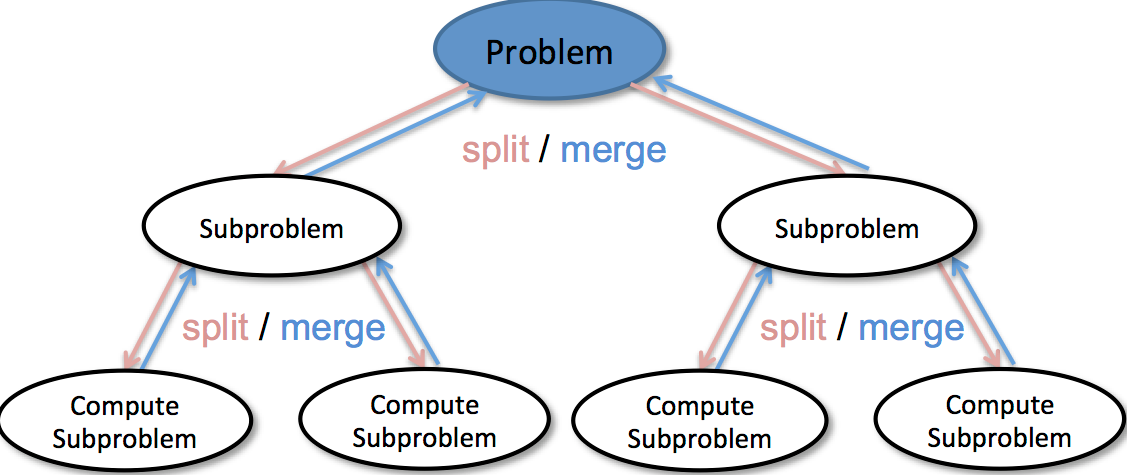 Problem
split / merge
Subproblem
Subproblem
split / merge
split / merge
Compute
Subproblem
Compute
Subproblem
Compute
Subproblem
Compute
Subproblem